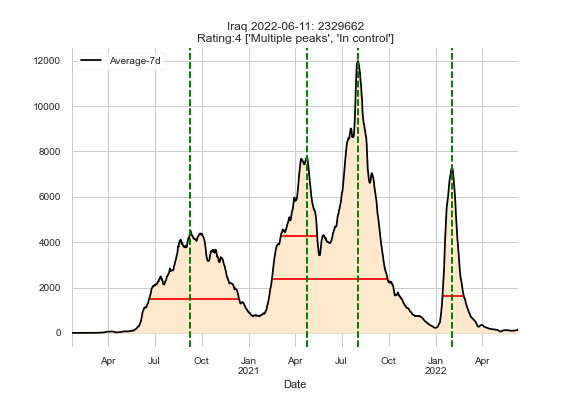 Iraq 2022-06-11: 2329662
Rating:4 ['Multiple peaks', 'In control']
Average-7d
12000
10000
8000
6000
4000
2000
0
Apr Jul Oct Jan Apr Jul Oct Jan Apr
2021 2022
Date